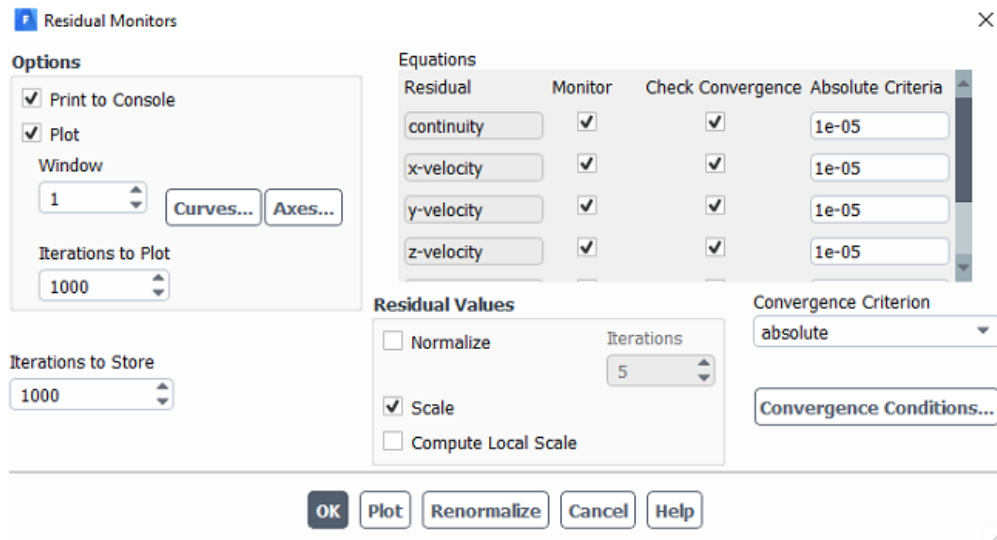 Residual Monitors
Options
Print to Console
Plot
Window
1
Curves... Axes...
Iterations to Plot
1000
Iterations to Store
1000
Equations
Residual Monitor Check Convergence Absolute Criteria
continuity 1e-05
x-velocity 1e-05
y-velocity 1e-05
z-velocity 1e-05
Residual Values
Normalize
Iterations
5
Scale
Compute Local Scale
Convergence Criterion
absolute
Convergence Conditions...
OK Plot Renormalize Cancel Help